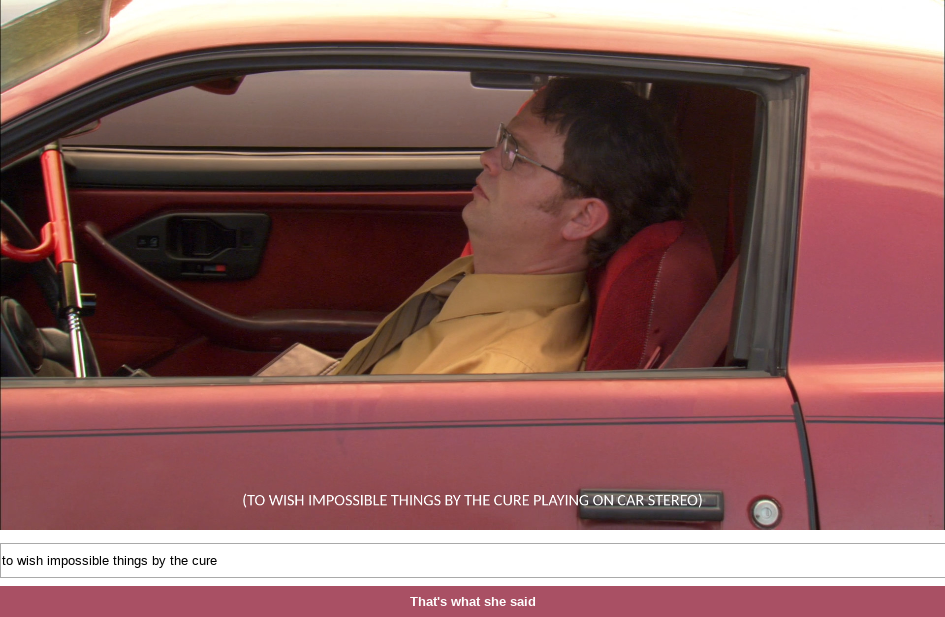 (TO WISH IMPOSSIBLE THINGS BY THE CURE PLAYING ON CAR STEREO)
to wish impossible things by the cure
That's what she said